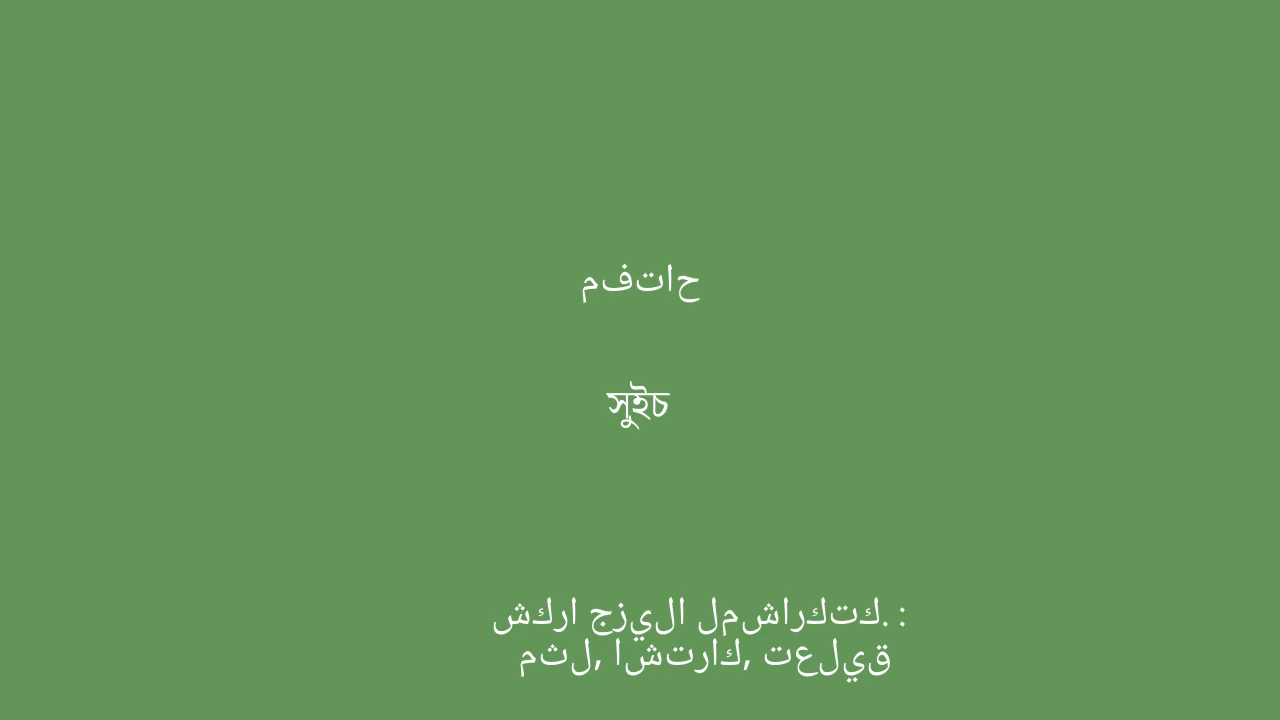 مفتاح
সুইচ
شكرا جزيلا لمشاركتك. :
مثل, اشتراك, تعليق